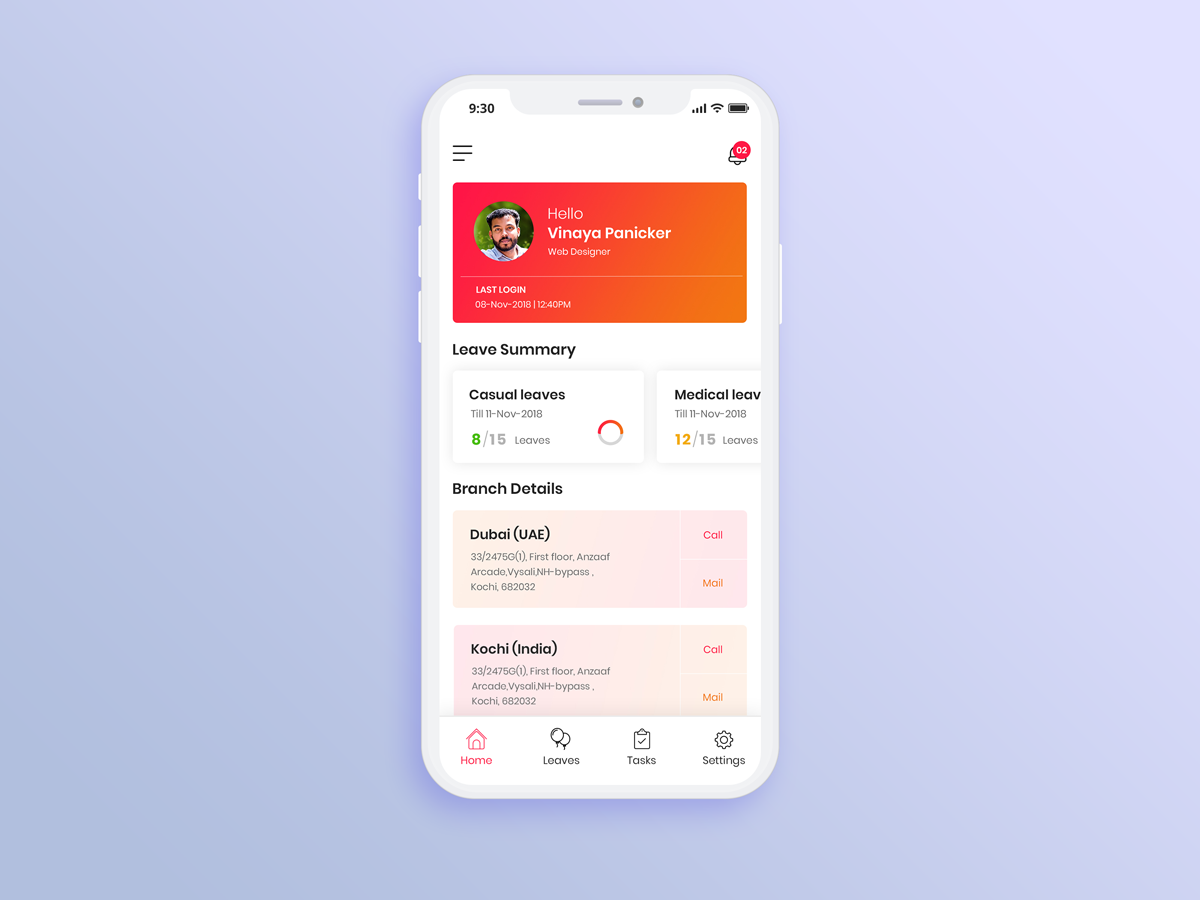 9:30
02
Hello
Vinaya Panicker
Web Designer
LAST LOGIN
08-Nov-2018 | 12:40PM
Leave Summary
Casual leaves
Till 11-Nov-2018
8/15 Leaves
Medical leav
Till 11-Nov-2018
12/15 Leaves
Branch Details
Dubai (UAE)
33/2475G(1), First floor, Anzaaf
Arcade,Vysali,NH-bypass ,
Kochi, 682032
Call
Mail
Kochi (India)
33/2475G(1), First floor, Anzaaf
Arcade,Vysali,NH-bypass ,
Kochi, 682032
Call
Mail
Home
Leaves
Tasks
Settings